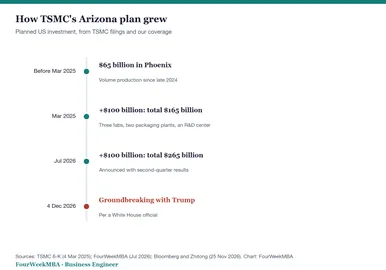 How TSMC's Arizona plan grew
Planned US investment, from TSMC filings and our coverage
Before Mar 2025
$65 billion in Phoenix
Volume production since late 2024
Mar 2025
+$100 billion: total $165 billion
Three fabs, two packaging plants, an R&D center
Jul 2026
+$100 billion: total $265 billion
Announced with second-quarter results
4 Dec 2026
Groundbreaking with Trump
Per a White House official
Sources: TSMC 6-K (4 Mar 2025); FourWeekMBA (Jul 2026); Bloomberg and Zhitong (25 Nov 2028). Chart: FourWeekMBA
FourWeekMBA · Business Engineer